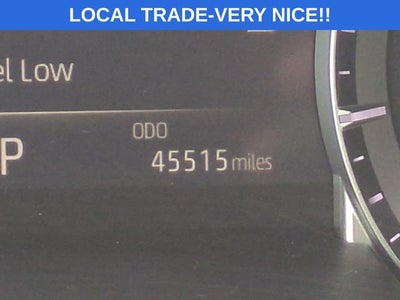 LOCAL TRADE-VERY NICE!!
el Low
ODO
P
45515 miles